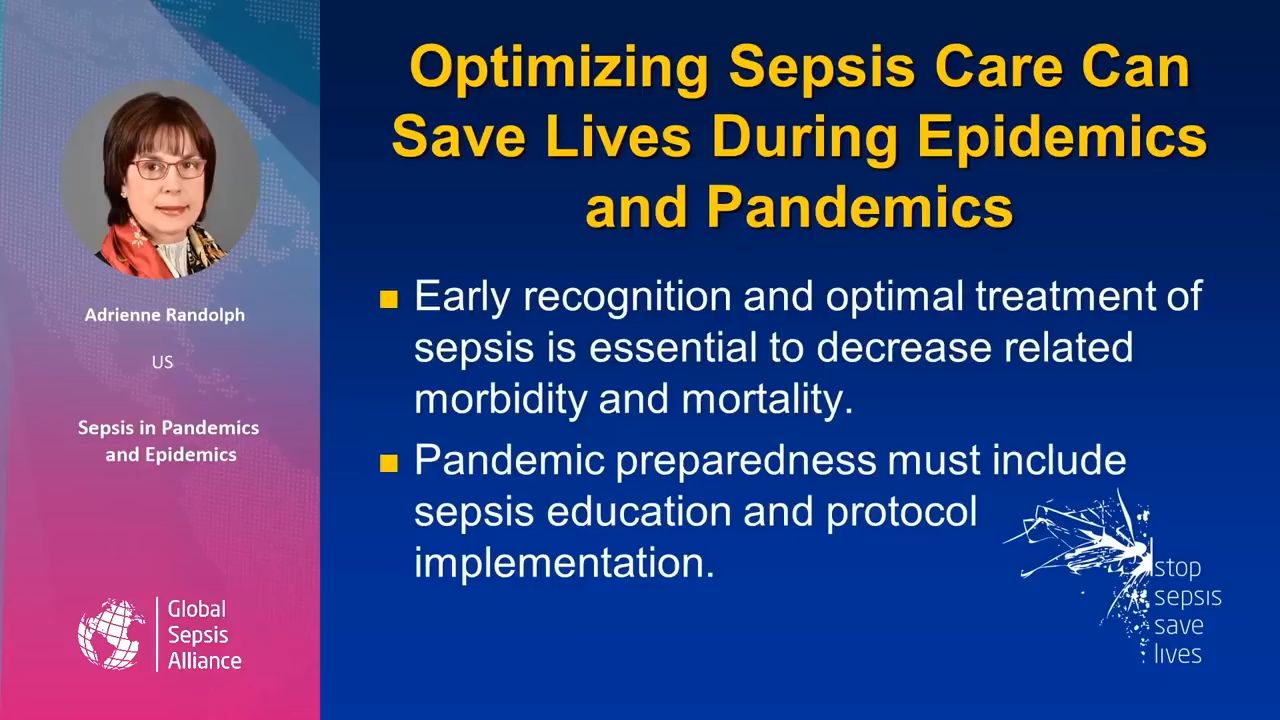 Adrienne Randolph
US
Sepsis in Pandemics
and Epidemics
Global
Sepsis
Alliance
Optimizing Sepsis Care Can
Save Lives During Epidemics
and Pandemics
Early recognition and optimal treatment of
sepsis is essential to decrease related
morbidity and mortality.
Pandemic preparedness must include
sepsis education and protocol
implementation.
stop
sepsis
save
lives